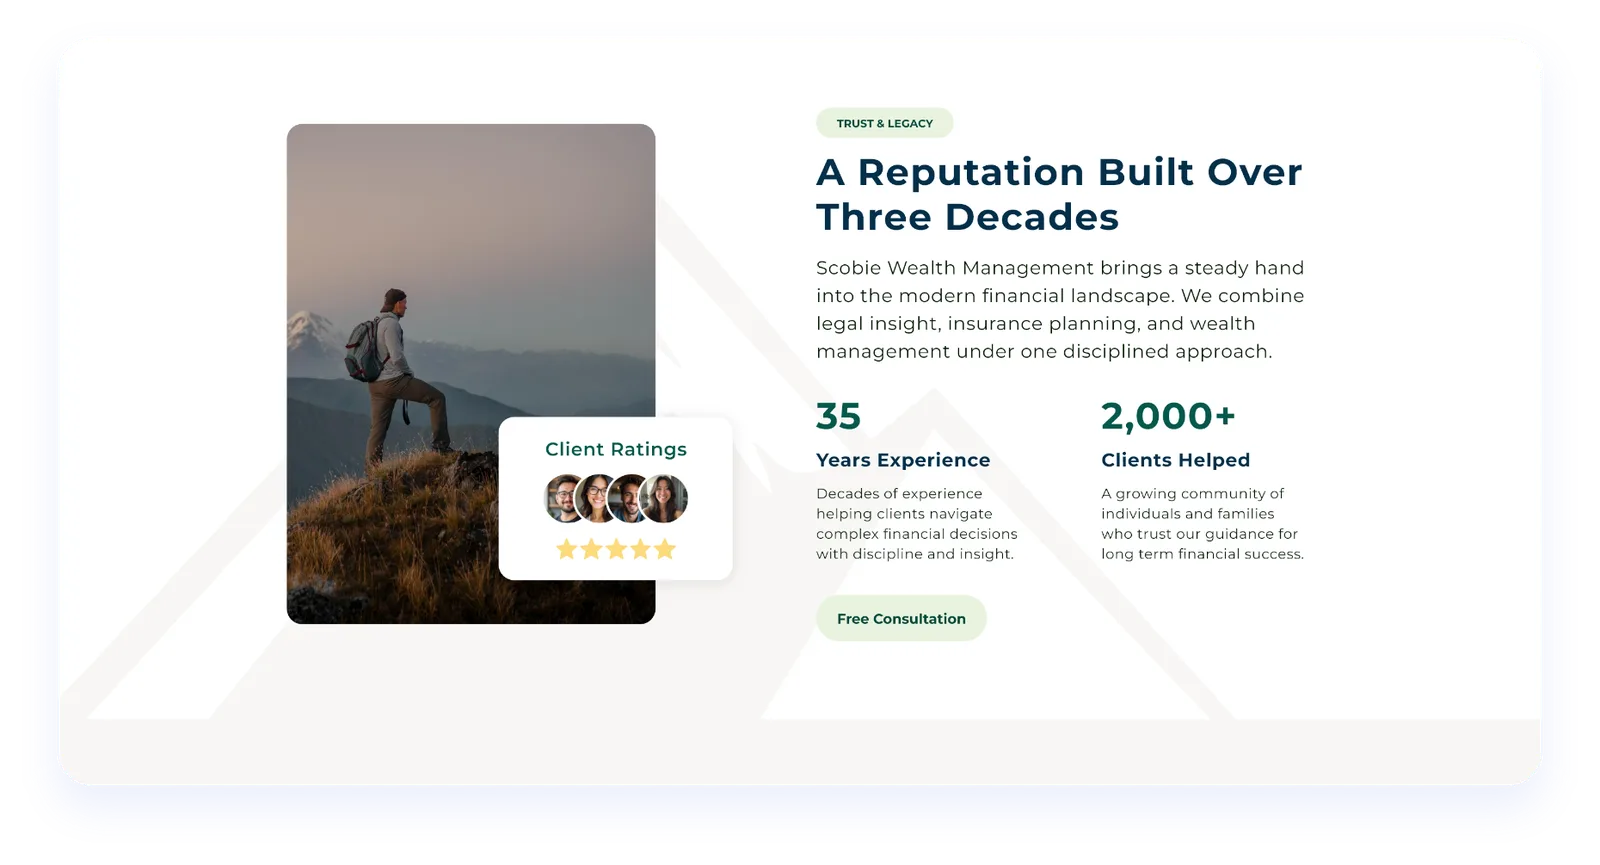 TRUST & LEGACY
A Reputation Built Over
Three Decades
Scobie Wealth Management brings a steady hand
into the modern financial landscape. We combine
legal insight, insurance planning, and wealth
management under one disciplined approach.
35
Years Experience
Decades of experience
helping clients navigate
complex financial decisions
with discipline and insight.
2,000+
Clients Helped
A growing community of
individuals and families
who trust our guidance for
long term financial success.
Free Consultation
Client Ratings